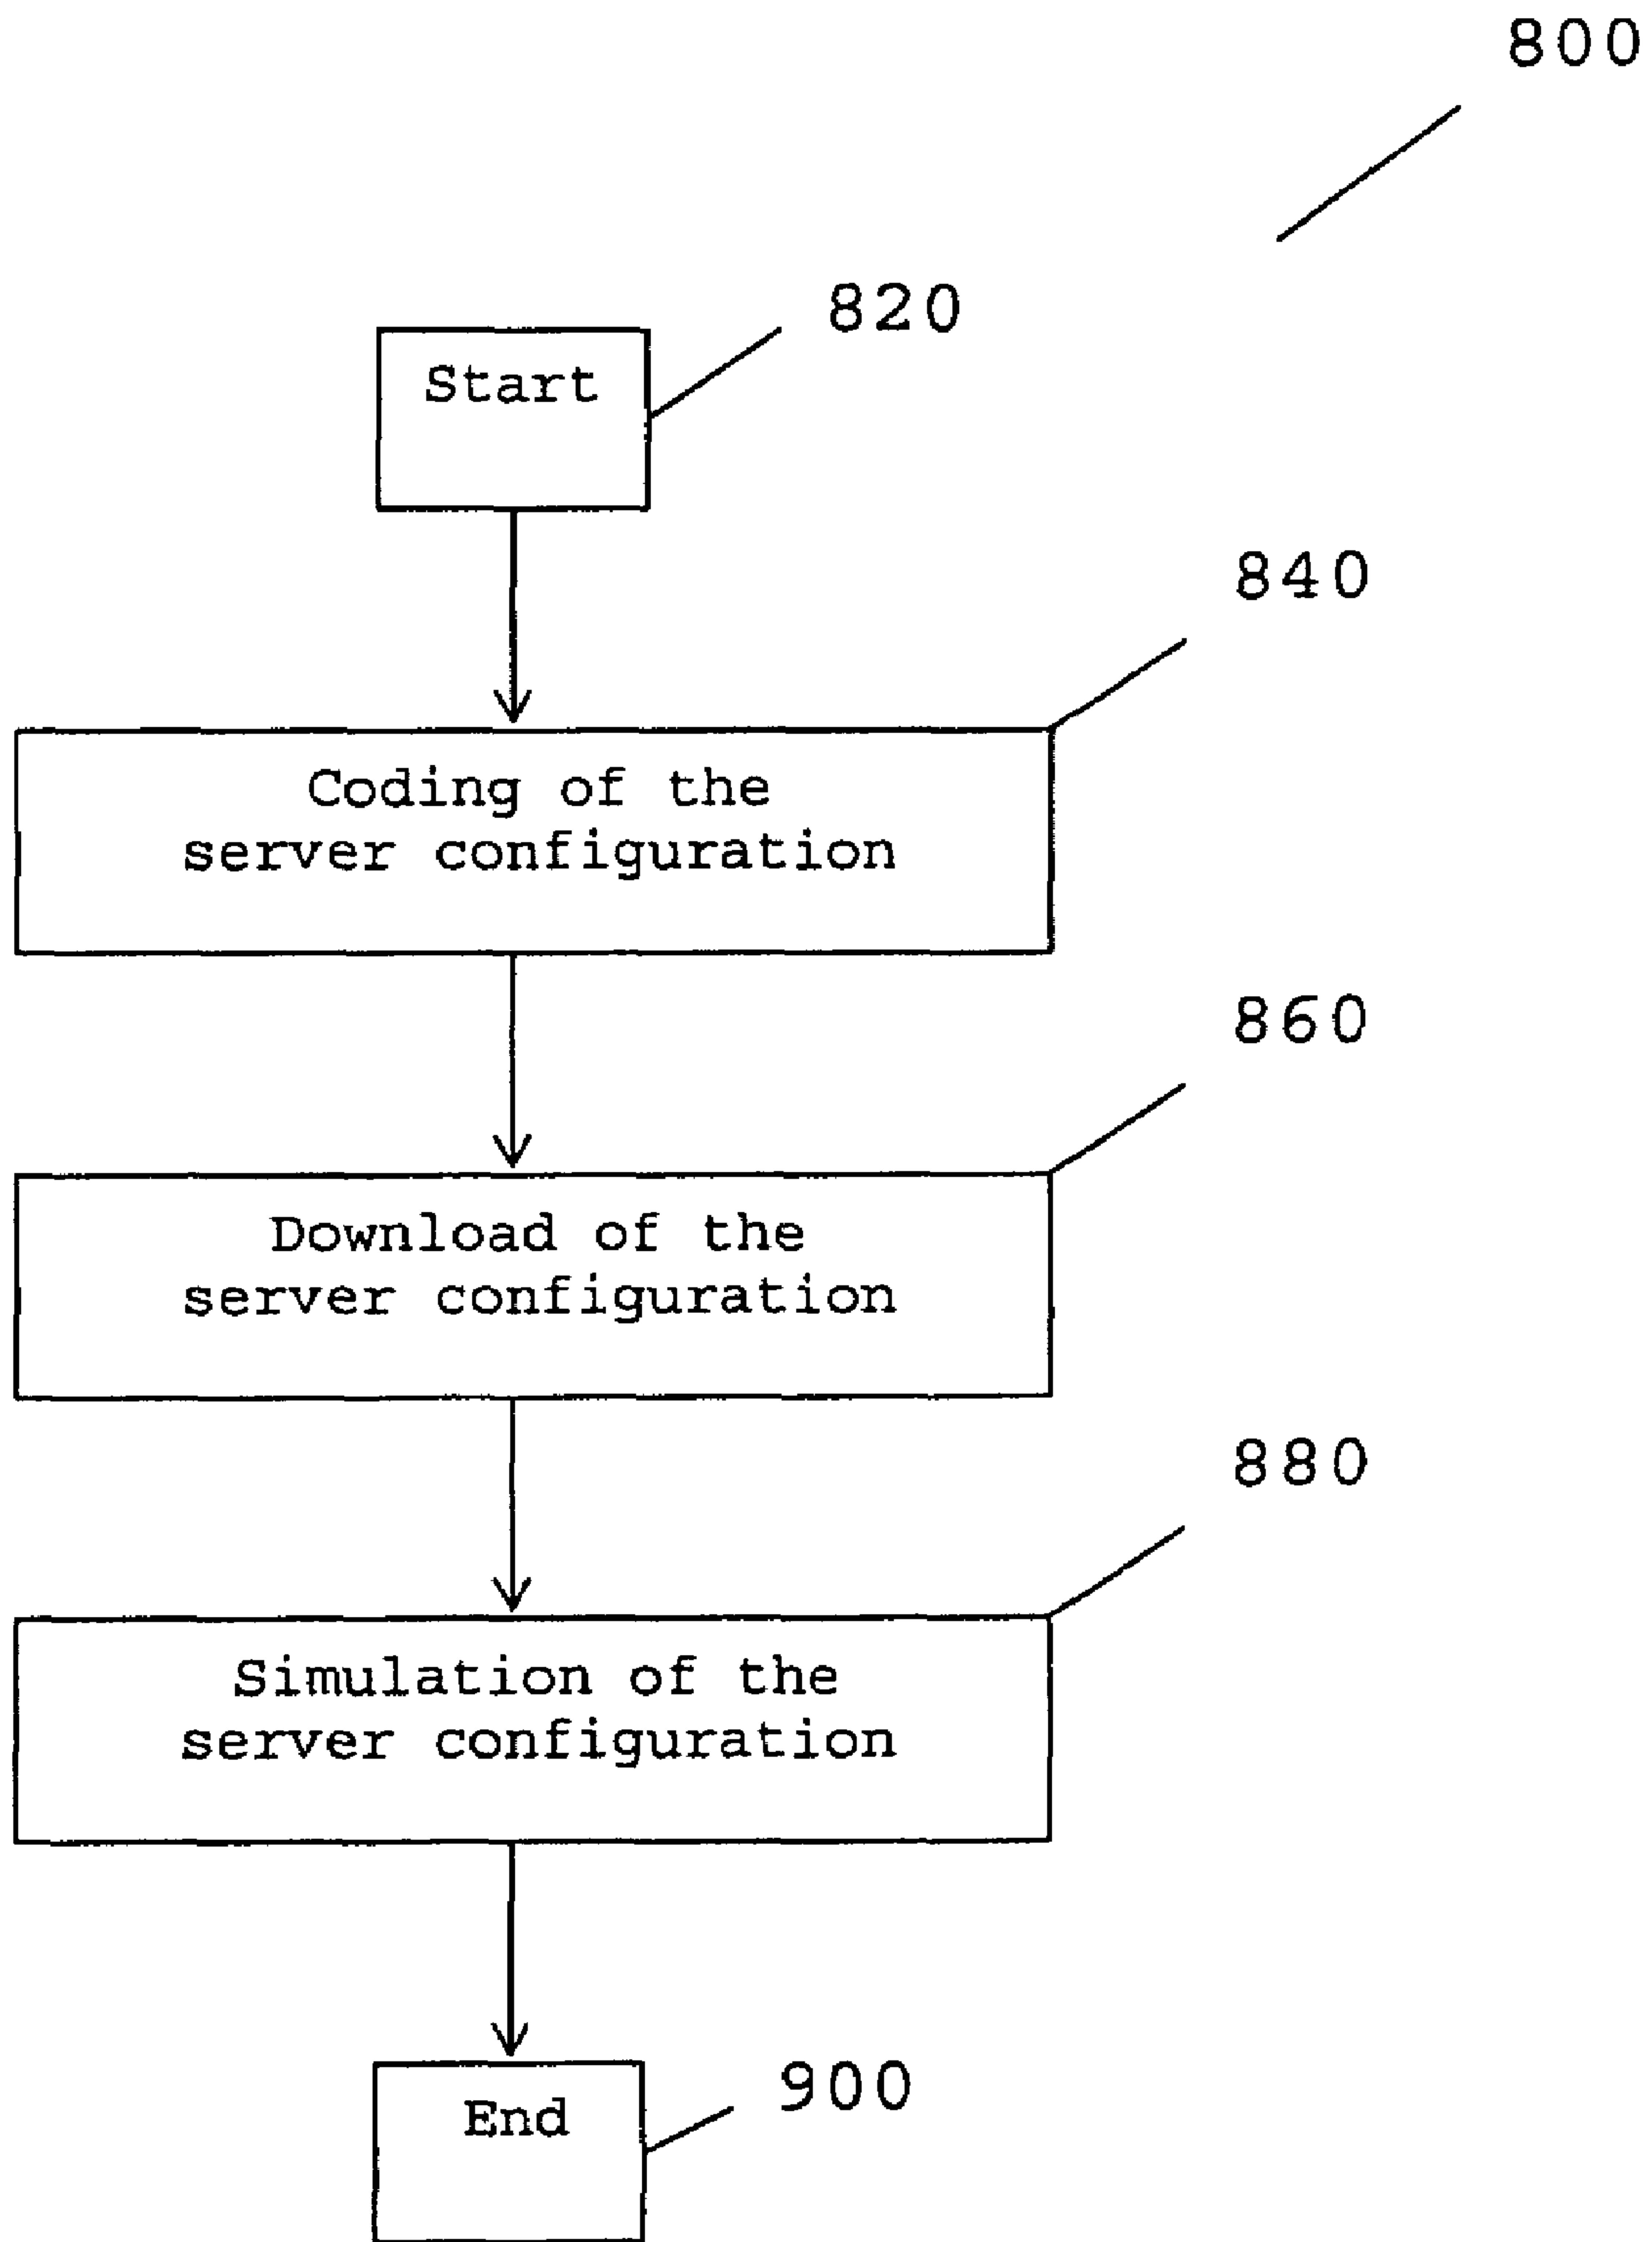 800
820
Start
840
Coding of the
server configuration
860
Download of the
server configuration
880
Simulation of the
server configuration
900
End